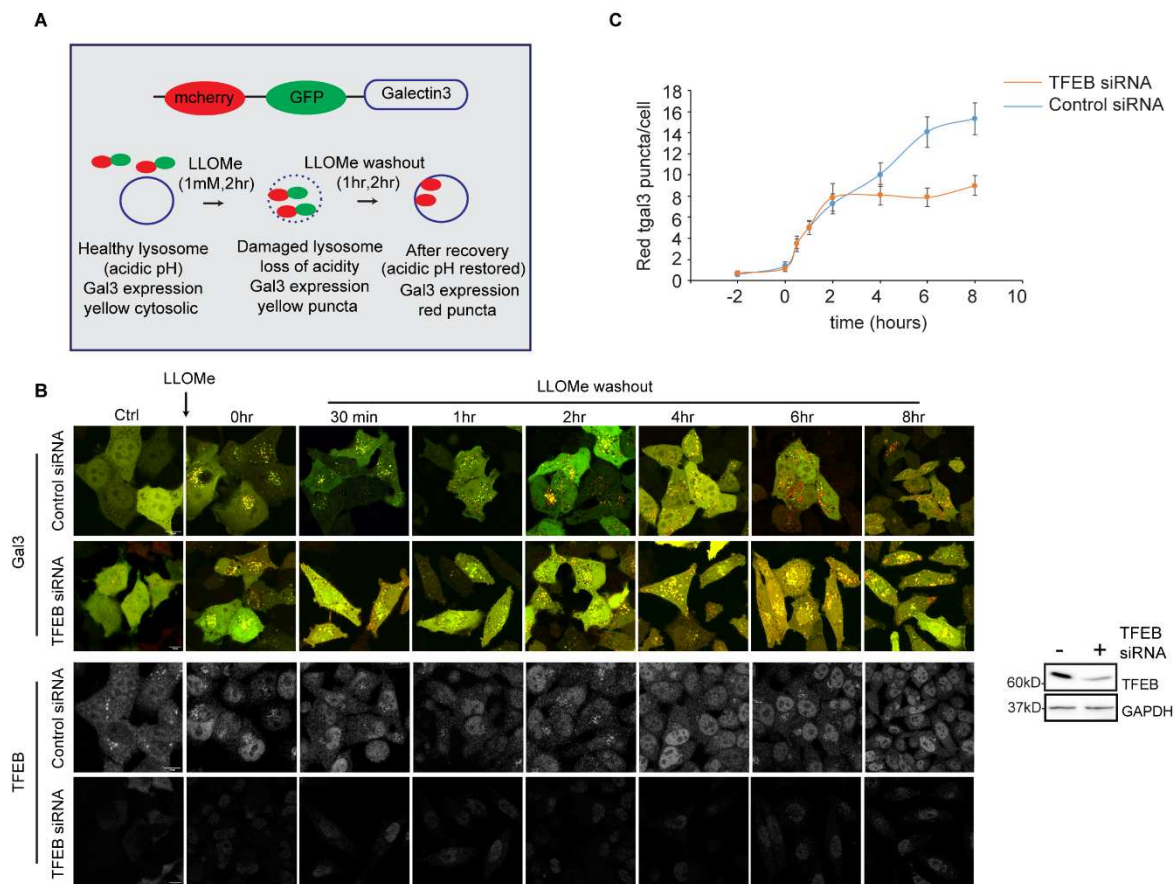 A
mcherry
GFP
Galectin3
LLOMe
(1mM,2hr)
LLOMe washout
(1hr,2hr)
Healthy lysosome
(acidic pH)
Gal3 expression
yellow cytosolic
Damaged lysosome
loss of acidity
Gal3 expression
yellow puncta
After recovery
(acidic pH restored)
Gal3 expression
red puncta
C
TFEB siRNA
Control siRNA
Red tgal3 puncta/cell
18
16
14
12
10
8
6
4
2
0
-2 0 2 4 6 8 10
time (hours)
B
LLOMe
LLOMe washout
Ctrl 0hr 30 min 1hr 2hr 4hr 6hr 8hr
Gal3
Control siRNA
TFEB siRNA
TFEB
Control siRNA
TFEB siRNA
- + TFEB
siRNA
60kD- TFEB
37kD- GAPDH